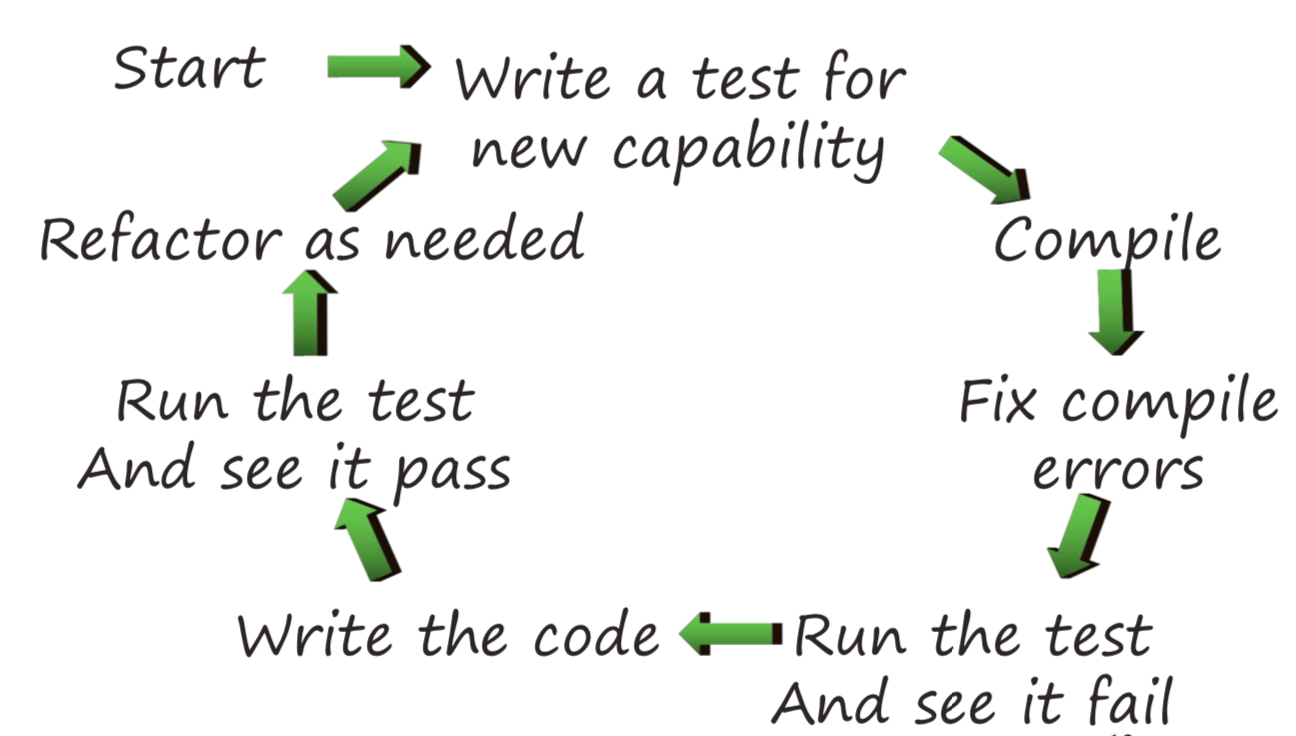 Start
Write a test for
new capability
Compile
Fix compile
errors
Run the test
And see it fail
Write the code
Run the test
And see it pass
Refactor as needed